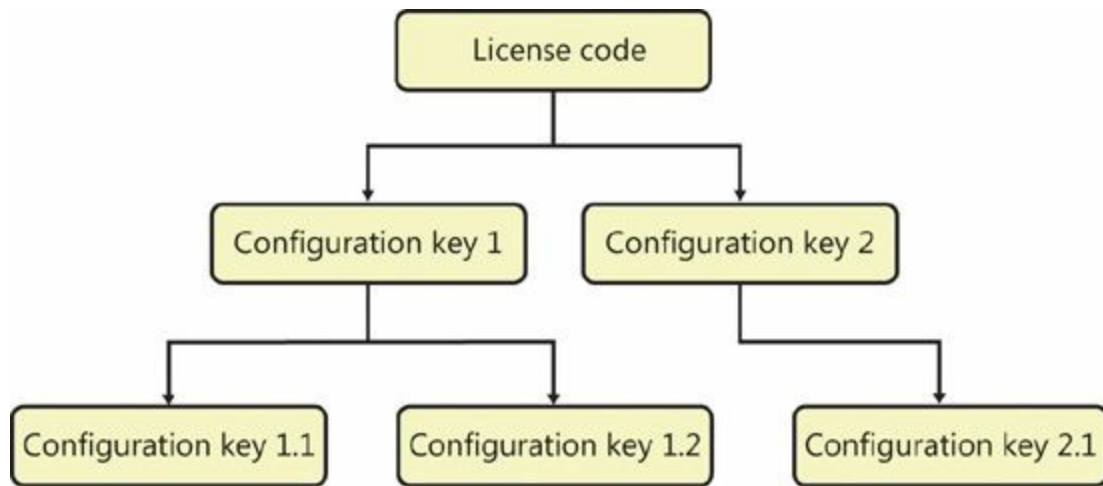 License code
Configuration key 1
Configuration key 2
Configuration key 1.1
Configuration key 1.2
Configuration key 2.1